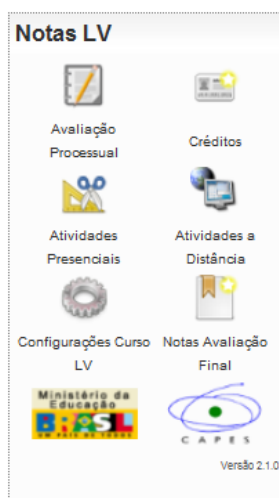 Notas LV
Avaliação
Processual
Créditos
Atividades
Presenciais
Atividades a
Distância
Configurações Curso
LV
Notas Avaliação
Final
Ministério da
Educação
BRASIL
UM PAÍS DE TODOS
CAPES
Versão 2.1.0